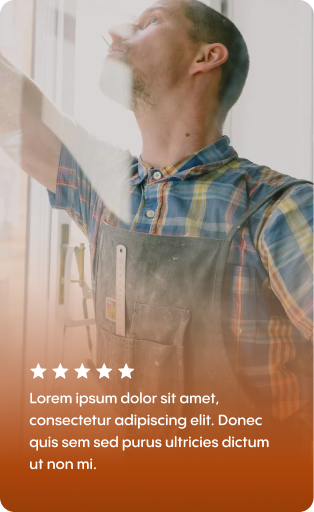 Lorem ipsum dolor sit amet,
consectetur adipiscing elit. Donec
quis sem sed purus ultricies dictum
ut non mi.